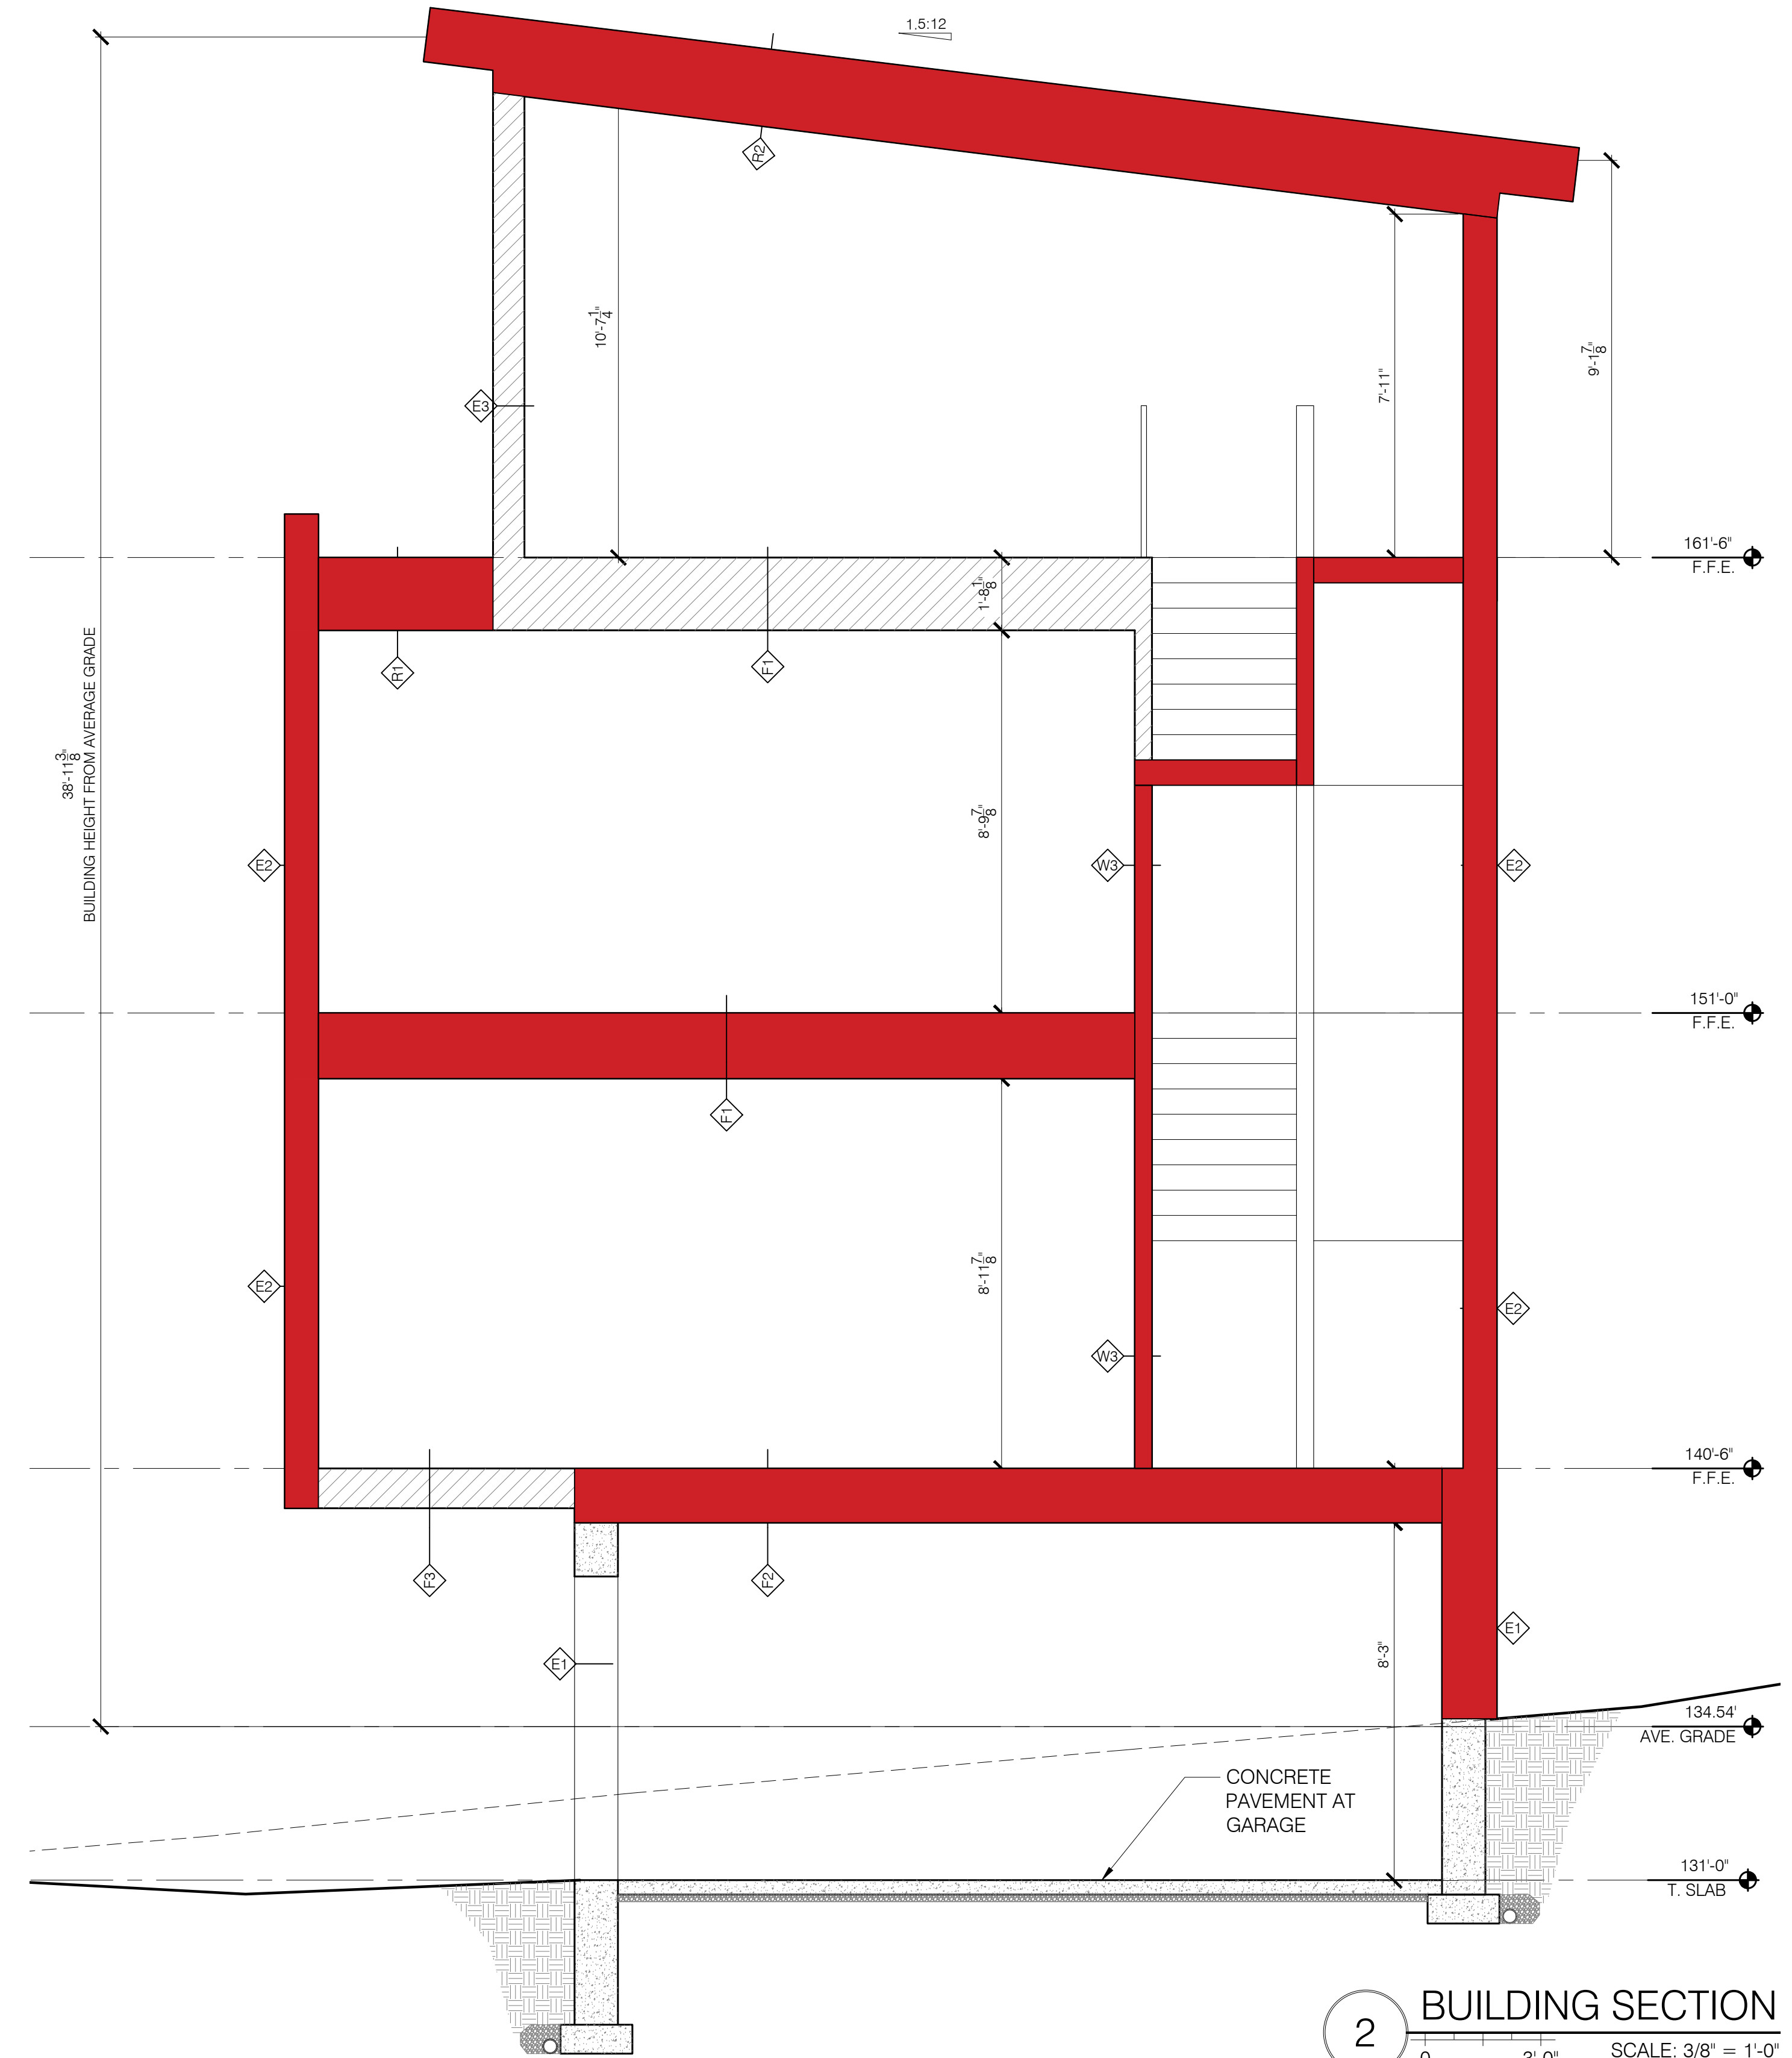 1.5:12
R2
10'-7 1/4"
E3
7'-11"
9'-1 7/8"
161'-6"
F.F.E.
1'-8 1/8"
R1
F1
38'-11 3/8"
BUILDING HEIGHT FROM AVERAGE GRADE
8'-9 7/8"
E2
W3
E2
151'-0"
F.F.E.
F1
8'-11 7/8"
E2
E2
W3
140'-6"
F.F.E.
F3
F2
E1
E1
8'-3"
134.54'
AVE. GRADE
CONCRETE
PAVEMENT AT
GARAGE
131'-0"
T. SLAB
2
BUILDING SECTION
0
3'-0"
SCALE: 3/8" = 1'-0"